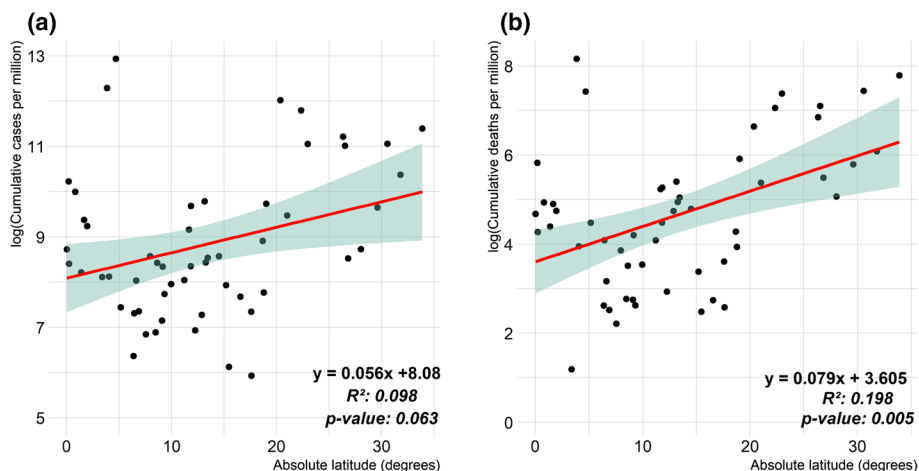 (a)
log(Cumulative cases per million)
13
11
9
7
5
0
10
20
30
Absolute latitude (degrees)
y = 0.056x +8.08
R²: 0.098
p-value: 0.063
(b)
log(Cumulative deaths per million)
8
6
4
2
0
0
10
20
30
Absolute latitude (degrees)
y = 0.079x + 3.605
R²: 0.198
p-value: 0.005